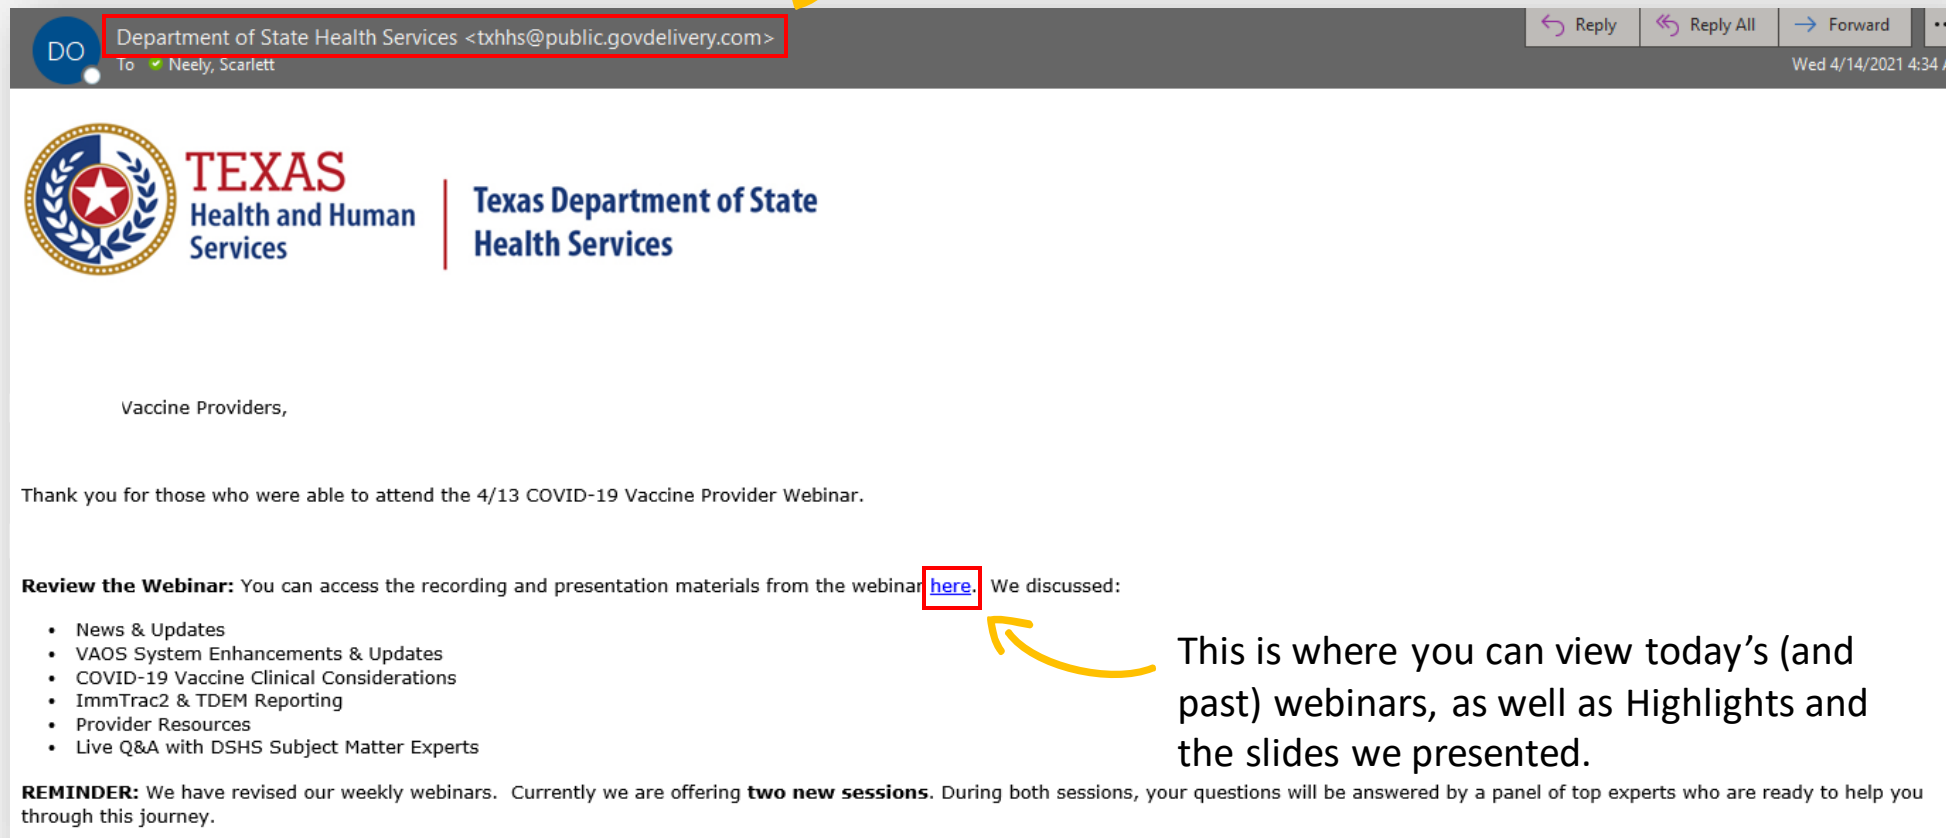 DO
Department of State Health Services <txhhs@public.govdelivery.com>
To Neely, Scarlett
Reply
Reply All
Forward
Wed 4/14/2021 4:34
TEXAS
Health and Human
Services
Texas Department of State
Health Services
Vaccine Providers,
Thank you for those who were able to attend the 4/13 COVID-19 Vaccine Provider Webinar.
Review the Webinar: You can access the recording and presentation materials from the webinar here. We discussed:
• News & Updates
• VAOS System Enhancements & Updates
• COVID-19 Vaccine Clinical Considerations
• ImmTrac2 & TDEM Reporting
• Provider Resources
• Live Q&A with DSHS Subject Matter Experts
This is where you can view today’s (and
past) webinars, as well as Highlights and
the slides we presented.
REMINDER: We have revised our weekly webinars. Currently we are offering two new sessions. During both sessions, your questions will be answered by a panel of top experts who are ready to help you
through this journey.